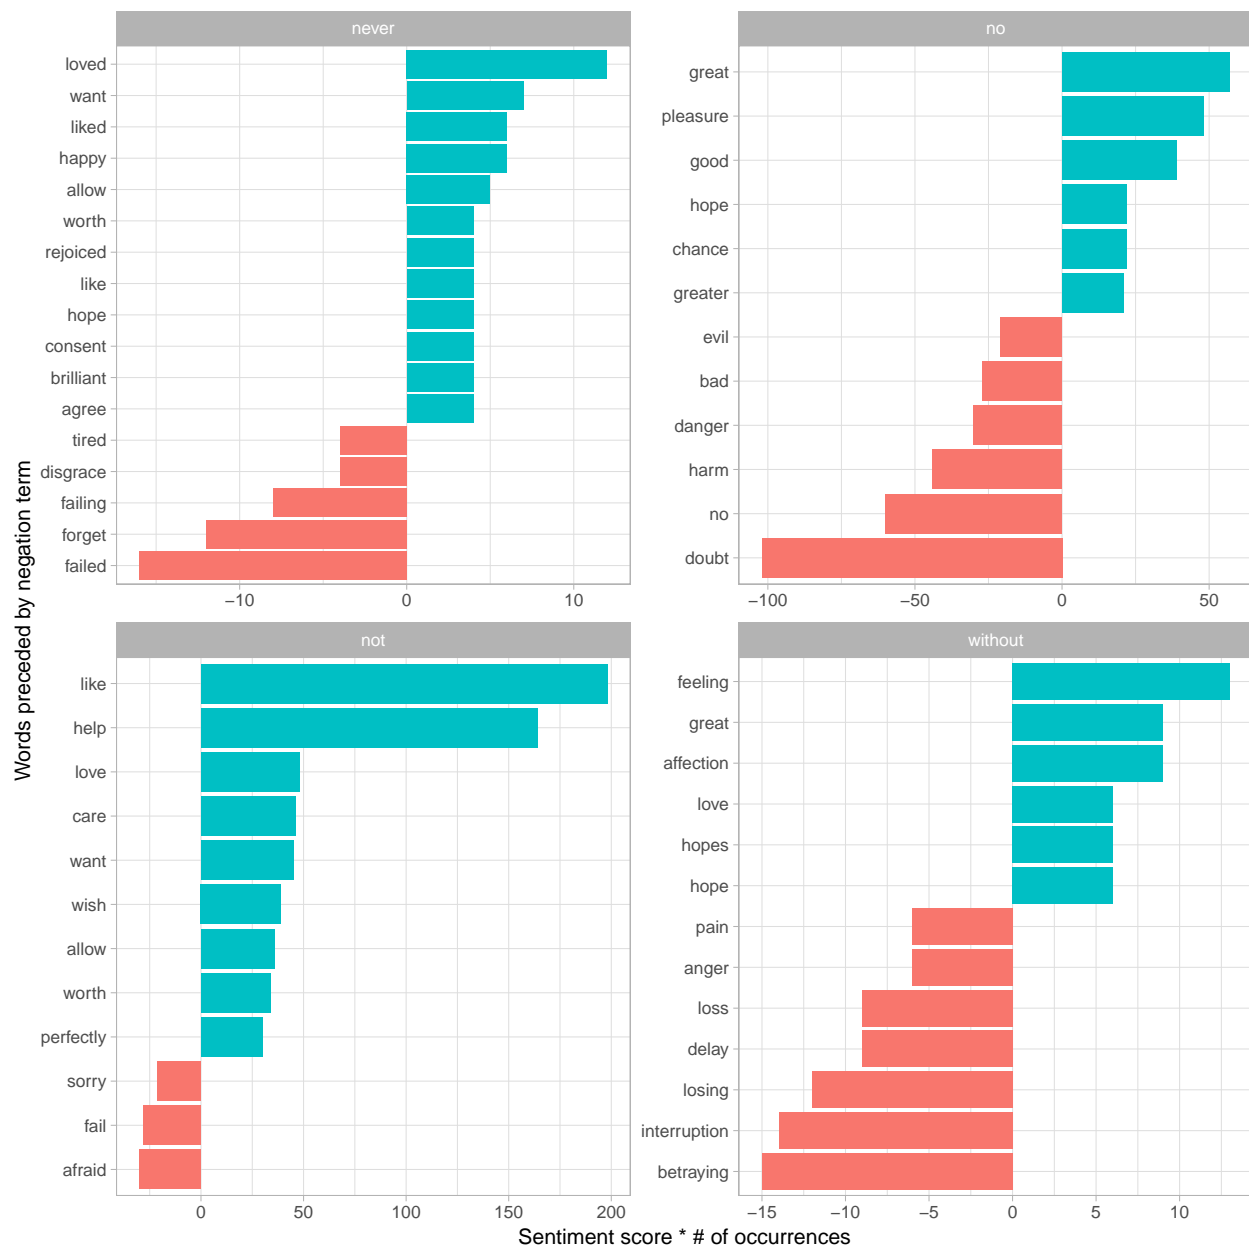 never
loved
want
liked
happy
allow
worth
rejoiced
like
hope
consent
brilliant
agree
tired
disgrace
failing
forget
failed
−10 0 10
no
great
pleasure
good
hope
chance
greater
evil
bad
danger
harm
no
doubt
−100 −50 0 50
not
like
help
love
care
want
wish
allow
worth
perfectly
sorry
fail
afraid
0 50 100 150 200
without
feeling
great
affection
love
hopes
hope
pain
anger
loss
delay
losing
interruption
betraying
−15 −10 −5 0 5 10
Words preceded by negation term
Sentiment score * # of occurrences